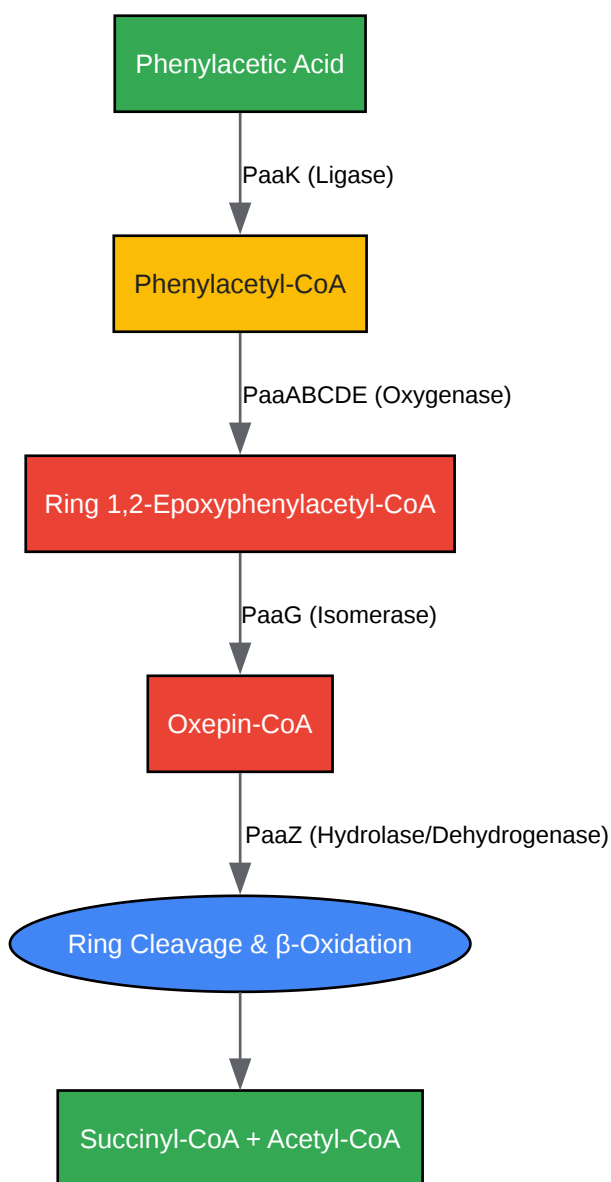 Phenylacetic Acid
PaaK (Ligase)
Phenylacetyl-CoA
PaaABCDE (Oxygenase)
Ring 1,2-Epoxyphenylacetyl-CoA
PaaG (Isomerase)
Oxepin-CoA
PaaZ (Hydrolase/Dehydrogenase)
Ring Cleavage & β-Oxidation
Succinyl-CoA + Acetyl-CoA